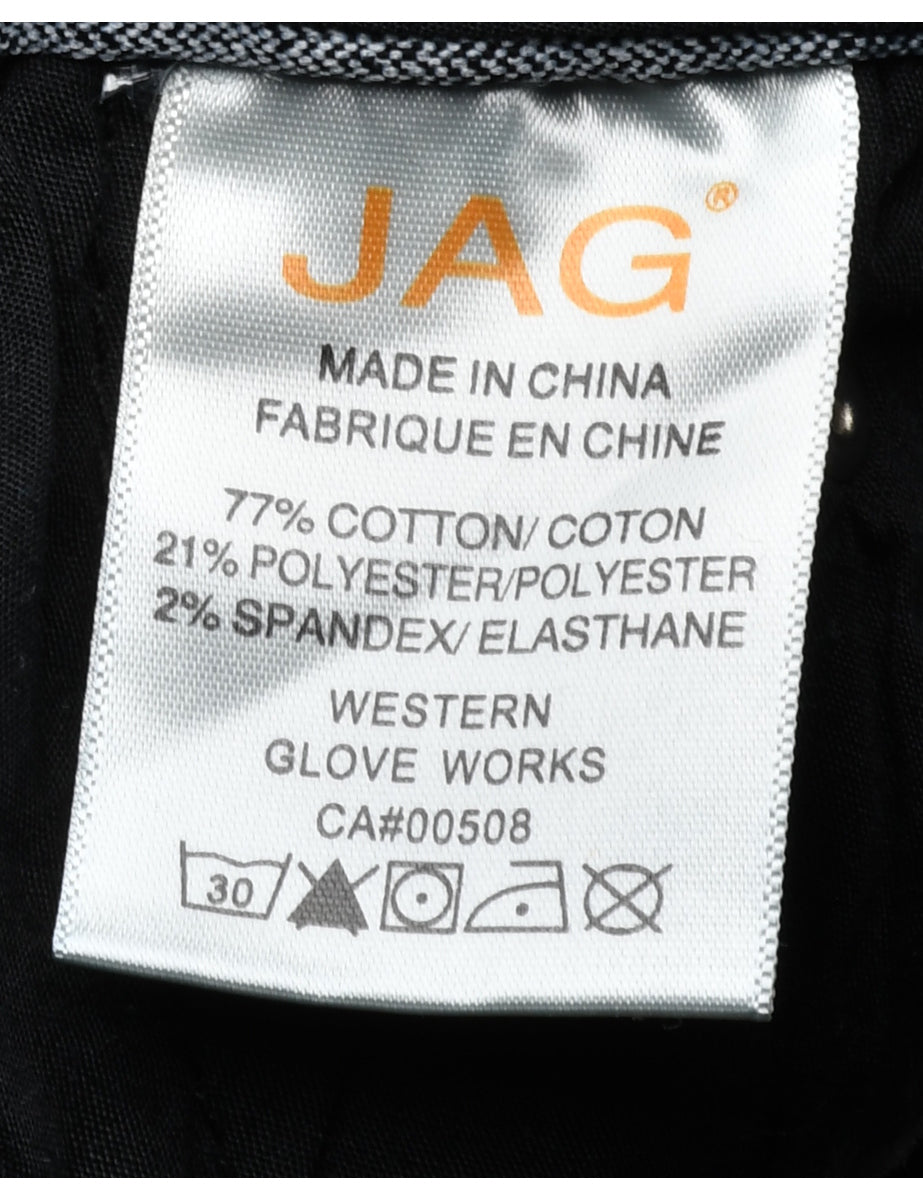 JAG®
MADE IN CHINA
FABRIQUE EN CHINE
77% COTTON/ COTON
21% POLYESTER/POLYESTER
2% SPANDEX/ ELASTHANE
WESTERN
GLOVE WORKS
CA#00508
30